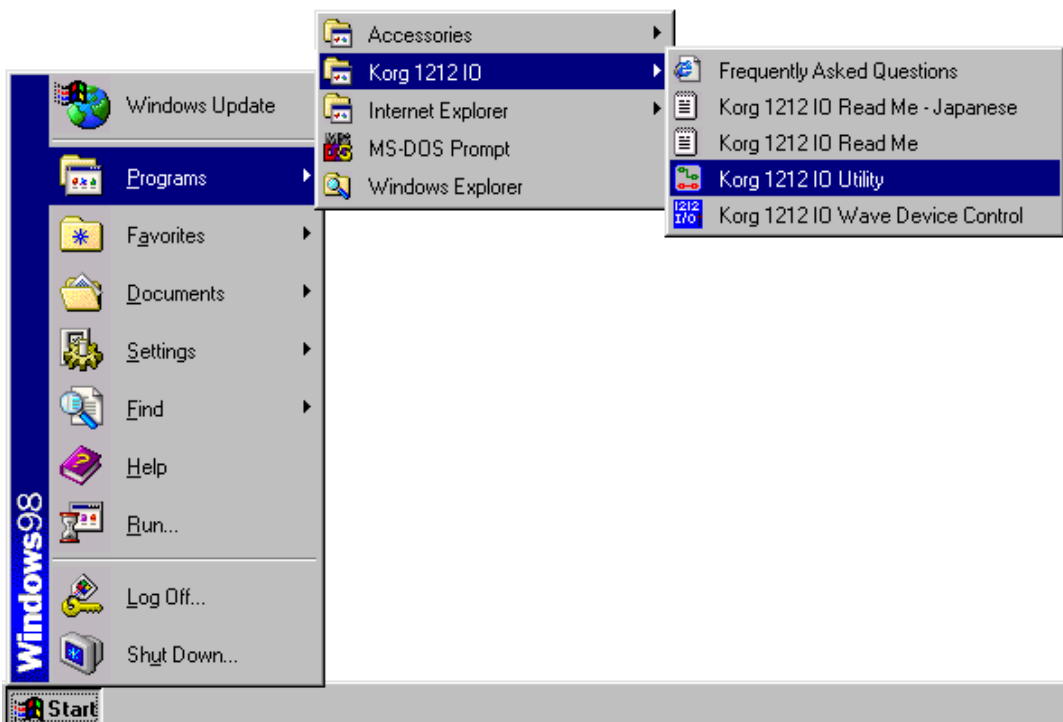 Windows Update
Programs
Favorites
Documents
Settings
Find
Help
Run...
Log Off...
Shut Down...
Windows98
Start
Accessories
Korg 1212 IO
Internet Explorer
MS-DOS Prompt
Windows Explorer
Frequently Asked Questions
Korg 1212 IO Read Me - Japanese
Korg 1212 IO Read Me
Korg 1212 IO Utility
1212
I/O
Korg 1212 IO Wave Device Control